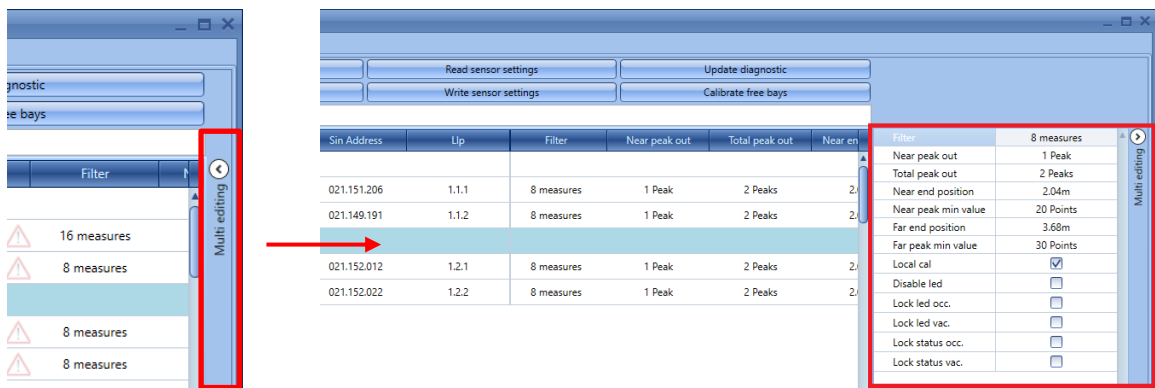 gnostic
ee bays
Filter N
16 measures
8 measures
8 measures
8 measures
Multi editing
Read sensor settings Update diagnostic
Write sensor settings Calibrate free bays
Sin Address Llp Filter Near peak out Total peak out Near en
021.151.206 1.1.1 8 measures 1 Peak 2 Peaks 2.
021.149.191 1.1.2 8 measures 1 Peak 2 Peaks 2.
021.152.012 1.2.1 8 measures 1 Peak 2 Peaks 2.
021.152.022 1.2.2 8 measures 1 Peak 2 Peaks 2.
Filter 8 measures
Near peak out 1 Peak
Total peak out 2 Peaks
Near end position 2.04m
Near peak min value 20 Points
Far end position 3.68m
Far peak min value 30 Points
Local cal
Disable led
Lock led occ.
Lock led vac.
Lock status occ.
Lock status vac.
Multi editing